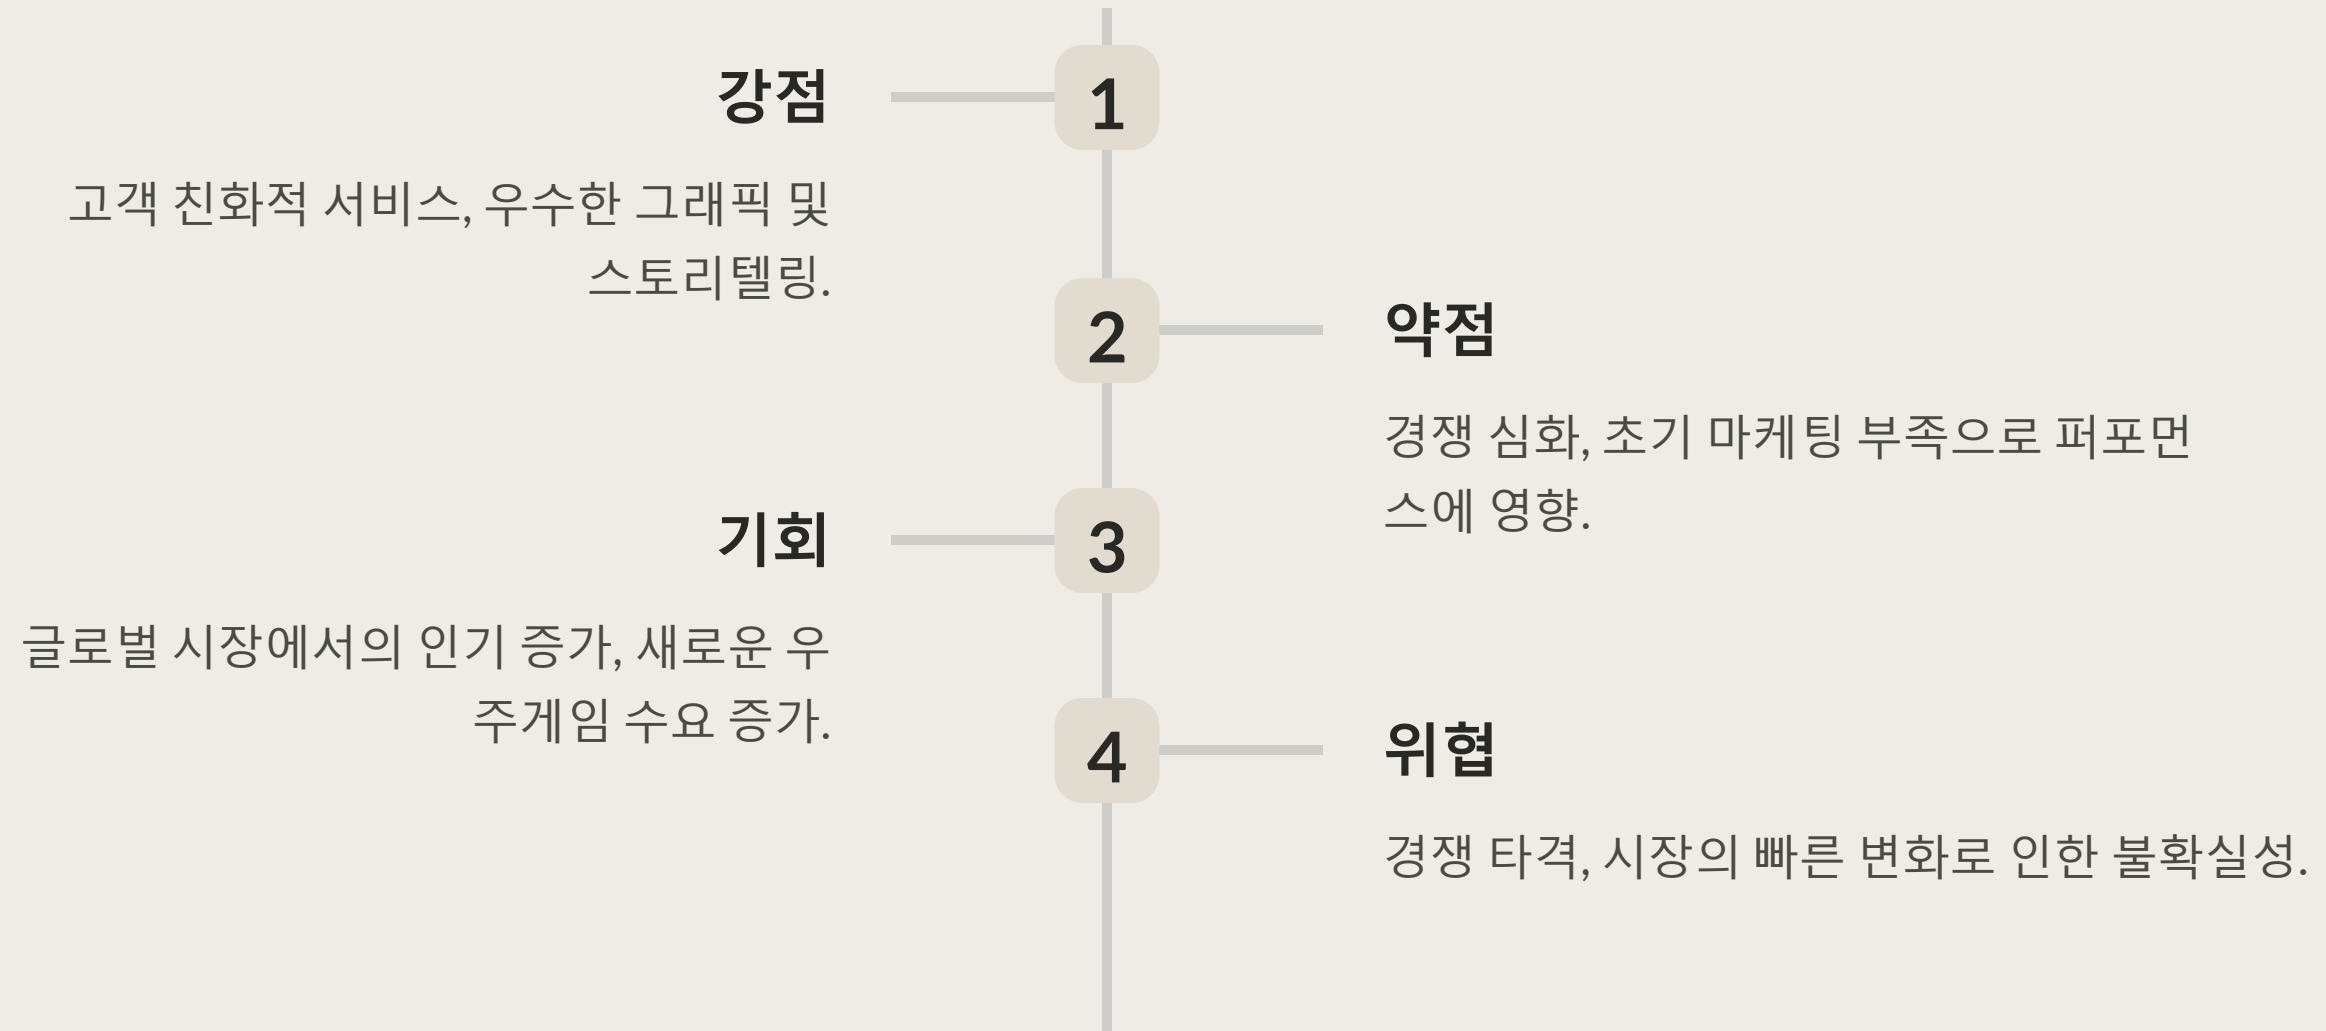 1
강점
고객 친화적 서비스, 우수한 그래픽 및
스토리텔링.
2
약점
경쟁 심화, 초기 마케팅 부족으로 퍼포먼
스에 영향.
3
기회
글로벌 시장에서의 인기 증가, 새로운 우
주게임 수요 증가.
4
위협
경쟁 타격, 시장의 빠른 변화로 인한 불확실성.